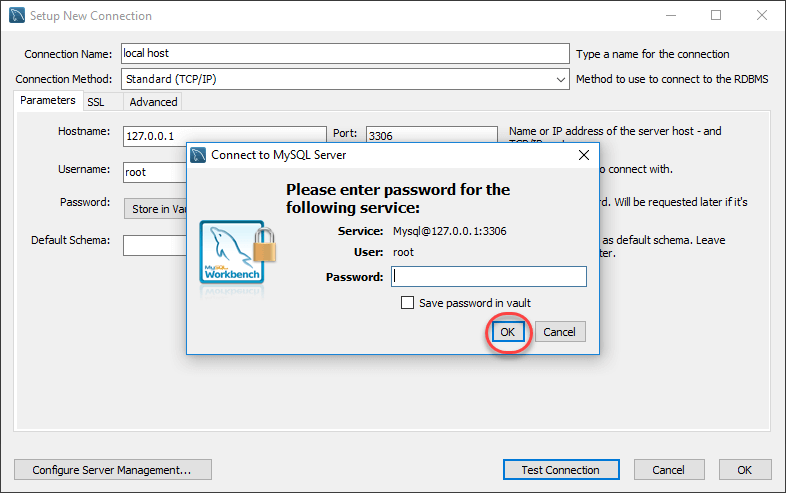 Setup New Connection
Connection Name: local host Type a name for the connection
Connection Method: Standard (TCP/IP) Method to use to connect to the RDBMS
Parameters SSL Advanced
Hostname: 127.0.0.1 Port: 3306 Name or IP address of the server host - and
Username: root to connect with.
Password: Store in Will be requested later if it's
Default Schema: as default schema. Leave
Connect to MySQL Server
Please enter password for the
following service:
Service: Mysql@127.0.0.1:3306
User: root
Password:
Save password in vault
OK Cancel
MySQL
Workbench
Configure Server Management... Test Connection Cancel OK